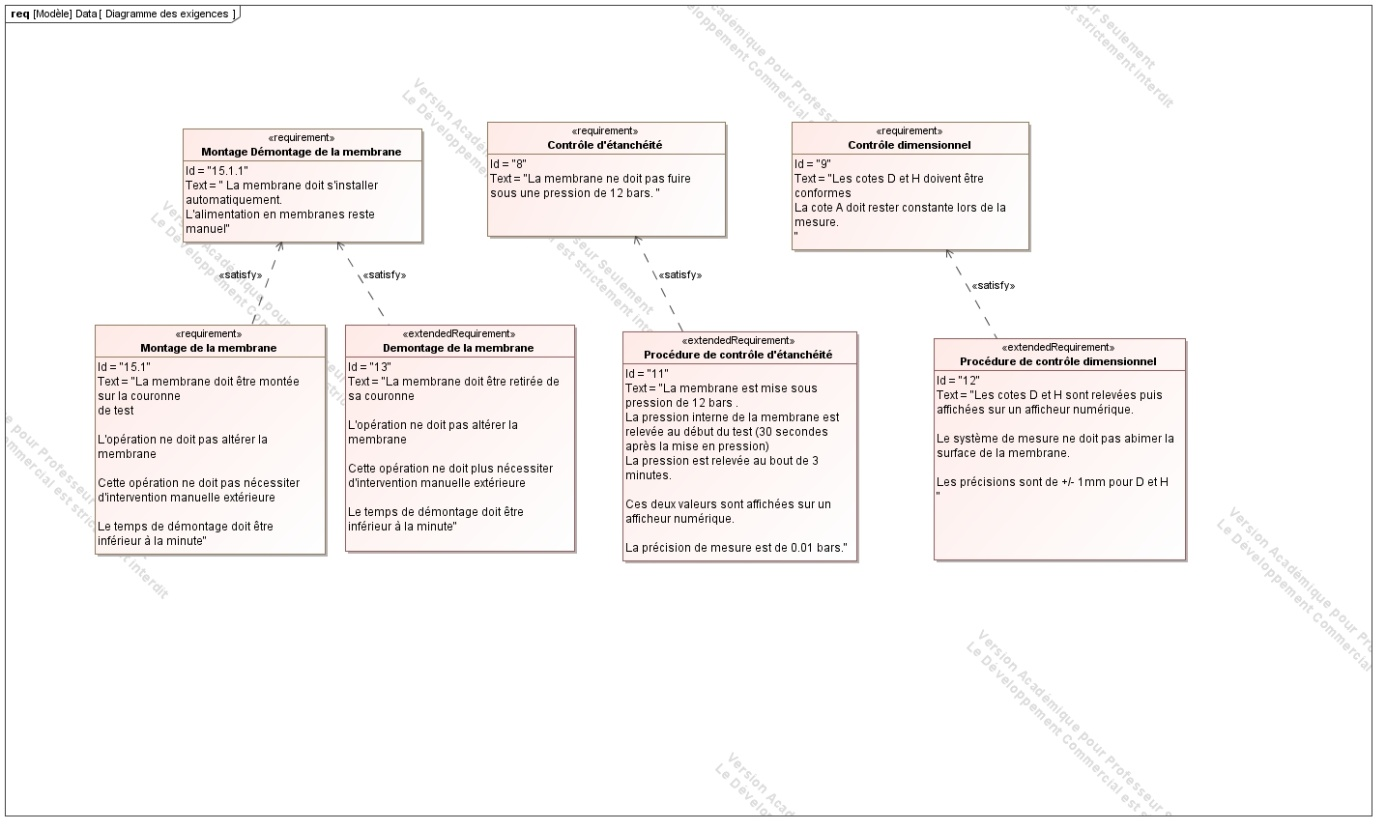 req [Modèle] Data [ Diagramme des exigences ]
«requirement»
Montage Démontage de la membrane
Id = "15.1.1"
Text = " La membrane doit s'installer
automatiquement.
L'alimentation en membranes reste
manuel"
«requirement»
Contrôle d'étanchéité
Id = "8"
Text = "La membrane ne doit pas fuire
sous une pression de 12 bars. "
«requirement»
Contrôle dimensionnel
Id = "9"
Text = "Les cotes D et H doivent être
conformes
La cote A doit rester constante lors de la
mesure.
"
«satisfy»
«satisfy»
«satisfy»
«satisfy»
«requirement»
Montage de la membrane
Id = "15.1"
Text = "La membrane doit être montée
sur la couronne
de test
L'opération ne doit pas altérer la
membrane
Cette opération ne doit pas nécessiter
d'intervention manuelle extérieure
Le temps de démontage doit être
inférieur à la minute"
«extendedRequirement»
Demontage de la membrane
Id = "13"
Text = "La membrane doit être retirée de
sa couronne
L'opération ne doit pas altérer la
membrane
Cette opération ne doit plus nécessiter
d'intervention manuelle extérieure
Le temps de démontage doit être
inférieur à la minute"
«extendedRequirement»
Procédure de contrôle d'étanchéité
Id = "11"
Text = "La membrane est mise sous
pression de 12 bars .
La pression interne de la membrane est
relevée au début du test (30 secondes
après la mise en pression)
La pression est relevée au bout de 3
minutes.
Ces deux valeurs sont affichées sur un
afficheur numérique.
La précision de mesure est de 0.01 bars."
«extendedRequirement»
Procédure de contrôle dimensionnel
Id = "12"
Text = "Les cotes D et H sont relevées puis
affichées sur un afficheur numérique.
Le système de mesure ne doit pas abimer la
surface de la membrane.
Les précisions sont de +/- 1mm pour D et H
"
Version Académique pour Professeur Seulement
Le Développement Commercial est strictement interdit